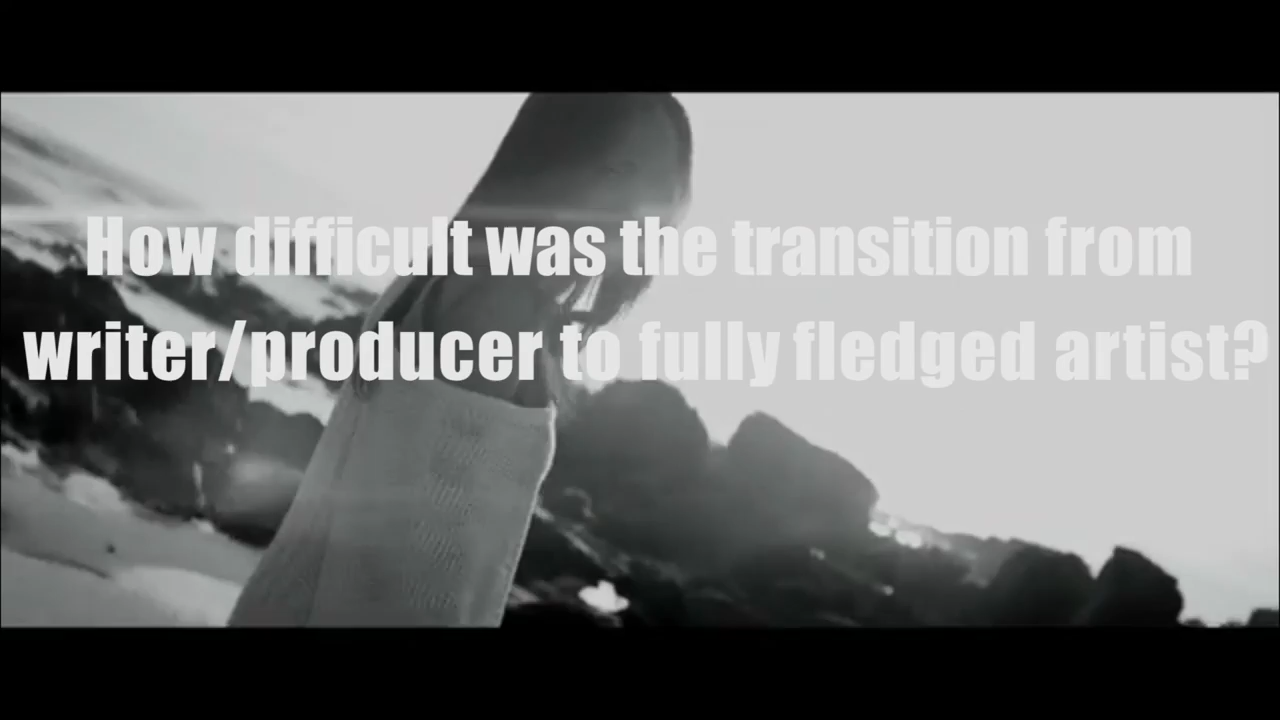 How difficult was the transition from
writer/producer to fully fledged artist?